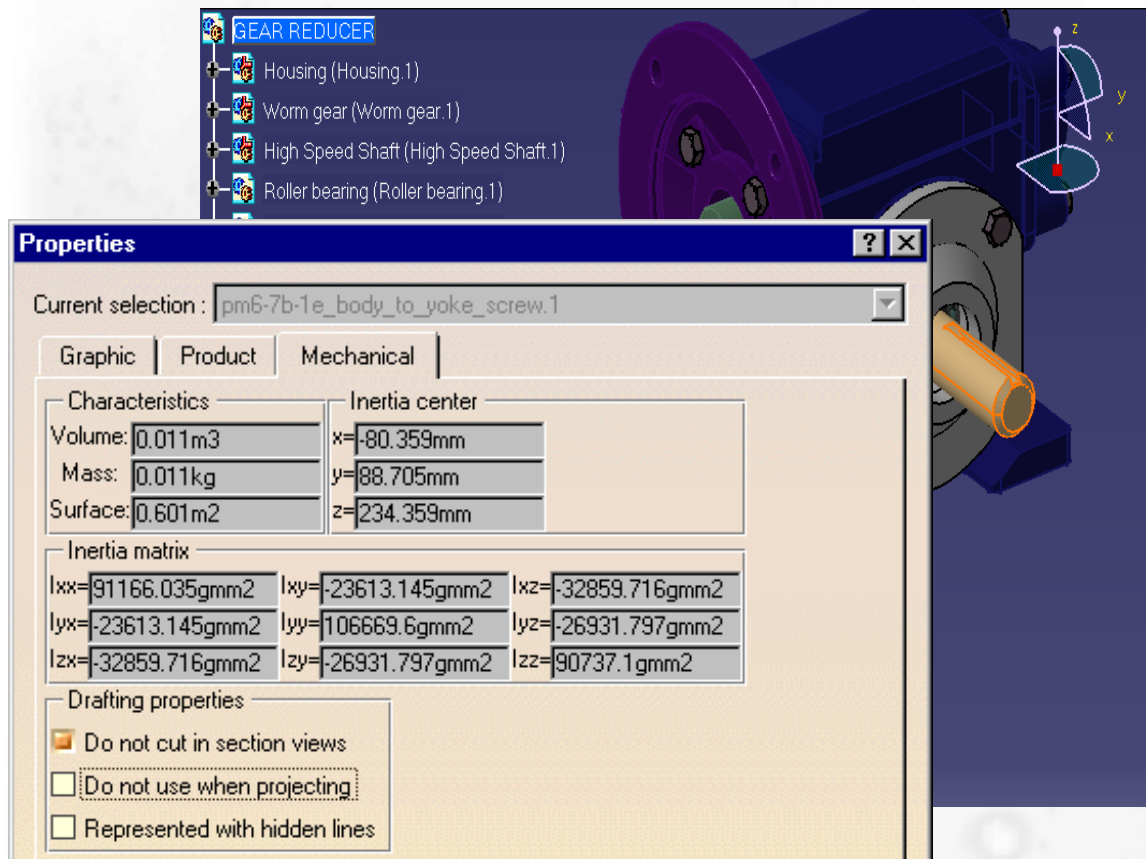 GEAR REDUCER
Housing (Housing.1)
Worm gear (Worm gear.1)
High Speed Shaft (High Speed Shaft.1)
Roller bearing (Roller bearing.1)
z
y
x
Properties
? X
Current selection : pm6-7b-1e_body_to_yoke_screw.1
Graphic Product Mechanical
Characteristics Inertia center
Volume: 0.011m3 x= -80.359mm
Mass: 0.011kg y= 88.705mm
Surface: 0.601m2 z= 234.359mm
Inertia matrix
Ixx= 91166.035gmm2 Ixy= -23613.145gmm2 Ixz= -32859.716gmm2
Iyx= -23613.145gmm2 Iyy= 106669.6gmm2 Iyz= -26931.797gmm2
Izx= -32859.716gmm2 Izy= -26931.797gmm2 Izz= 90737.1gmm2
Drafting properties
Do not cut in section views
Do not use when projecting
Represented with hidden lines